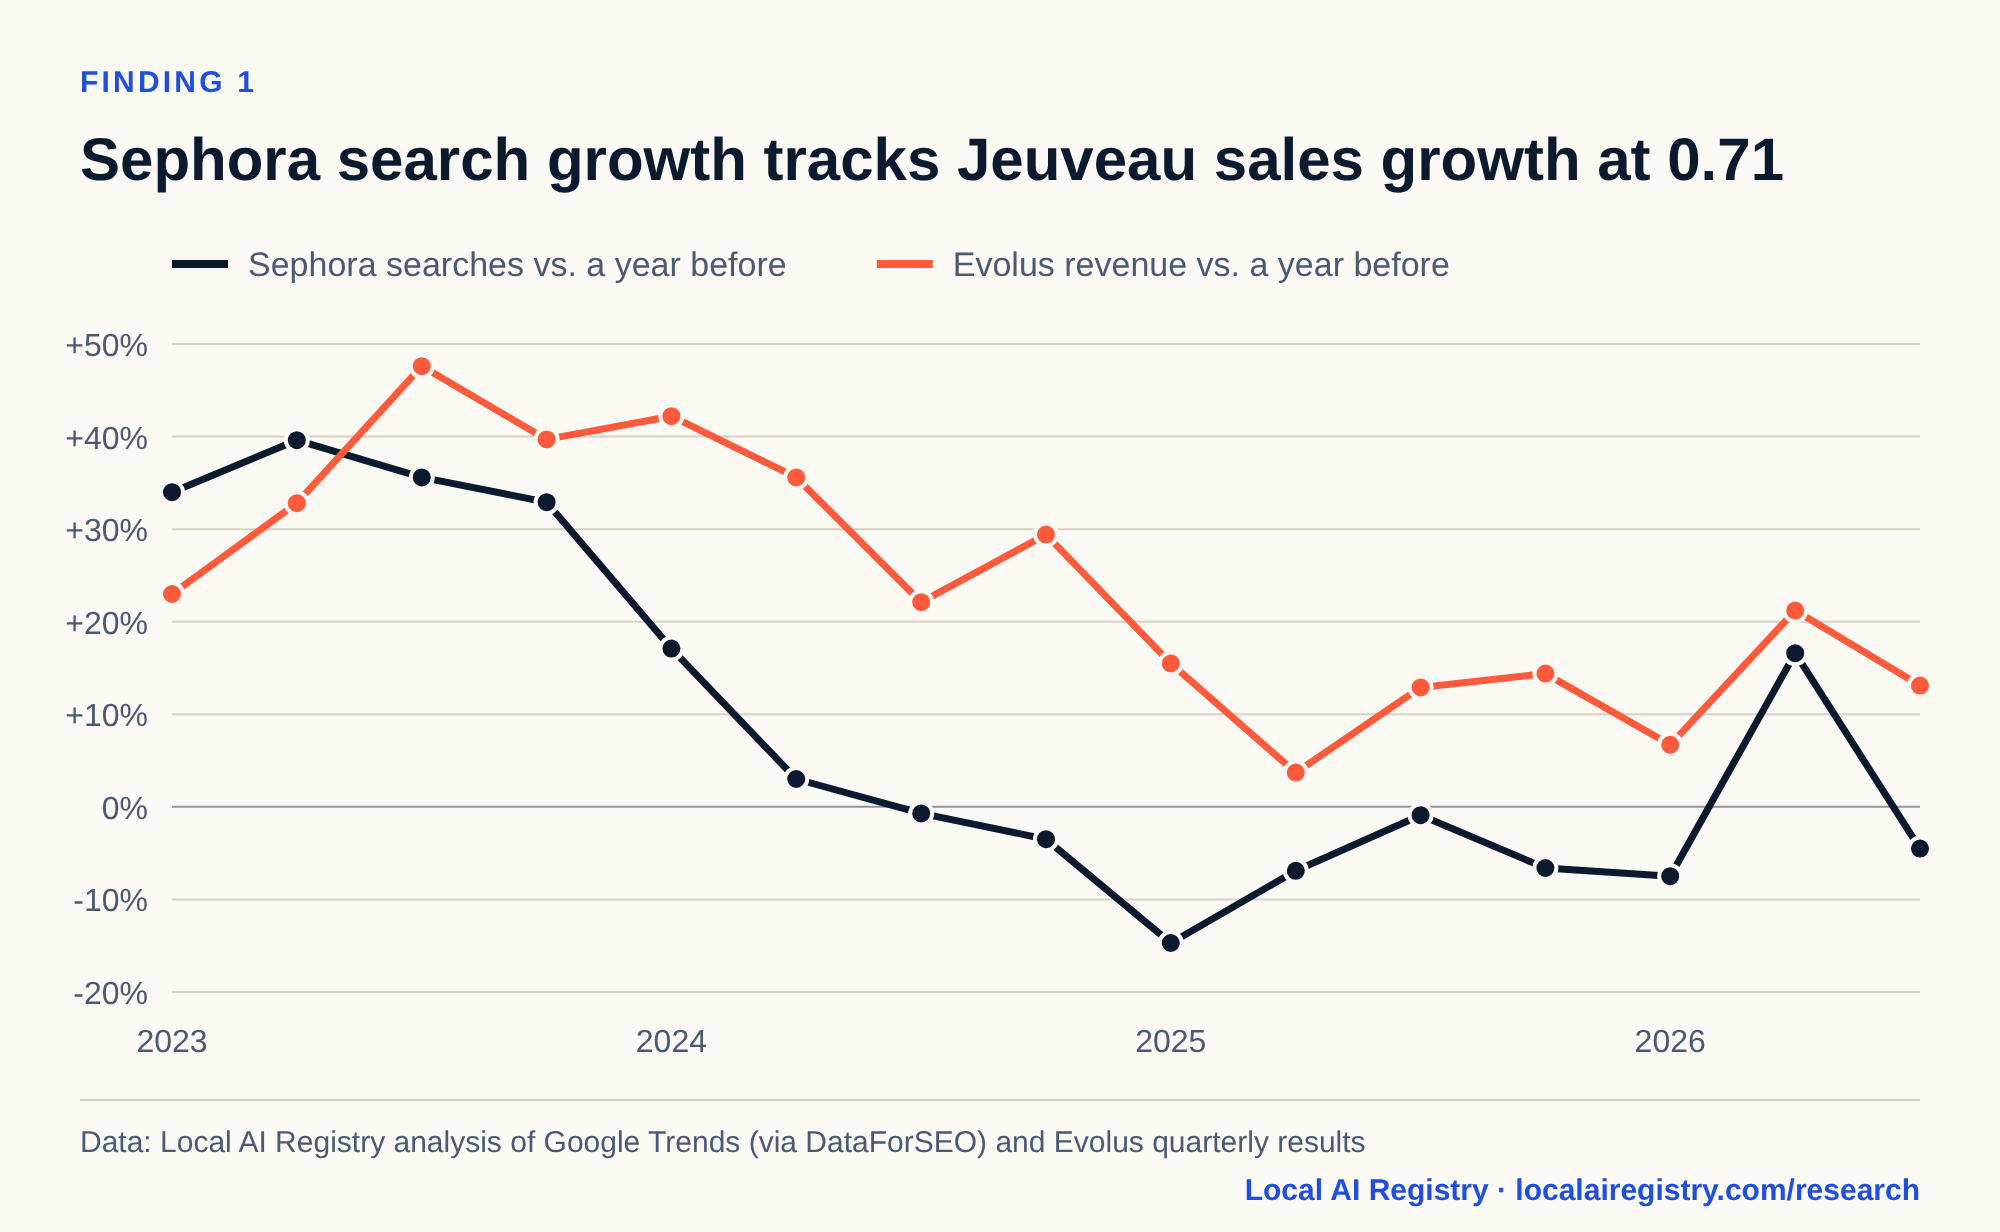 FINDING 1
Sephora search growth tracks Jeuveau sales growth at 0.71
Sephora searches vs. a year before
Evolus revenue vs. a year before
+50%
+40%
+30%
+20%
+10%
0%
-10%
-20%
2023 2024 2025 2026
Data: Local AI Registry analysis of Google Trends (via DataForSEO) and Evolus quarterly results
Local AI Registry · localairegistry.com/research